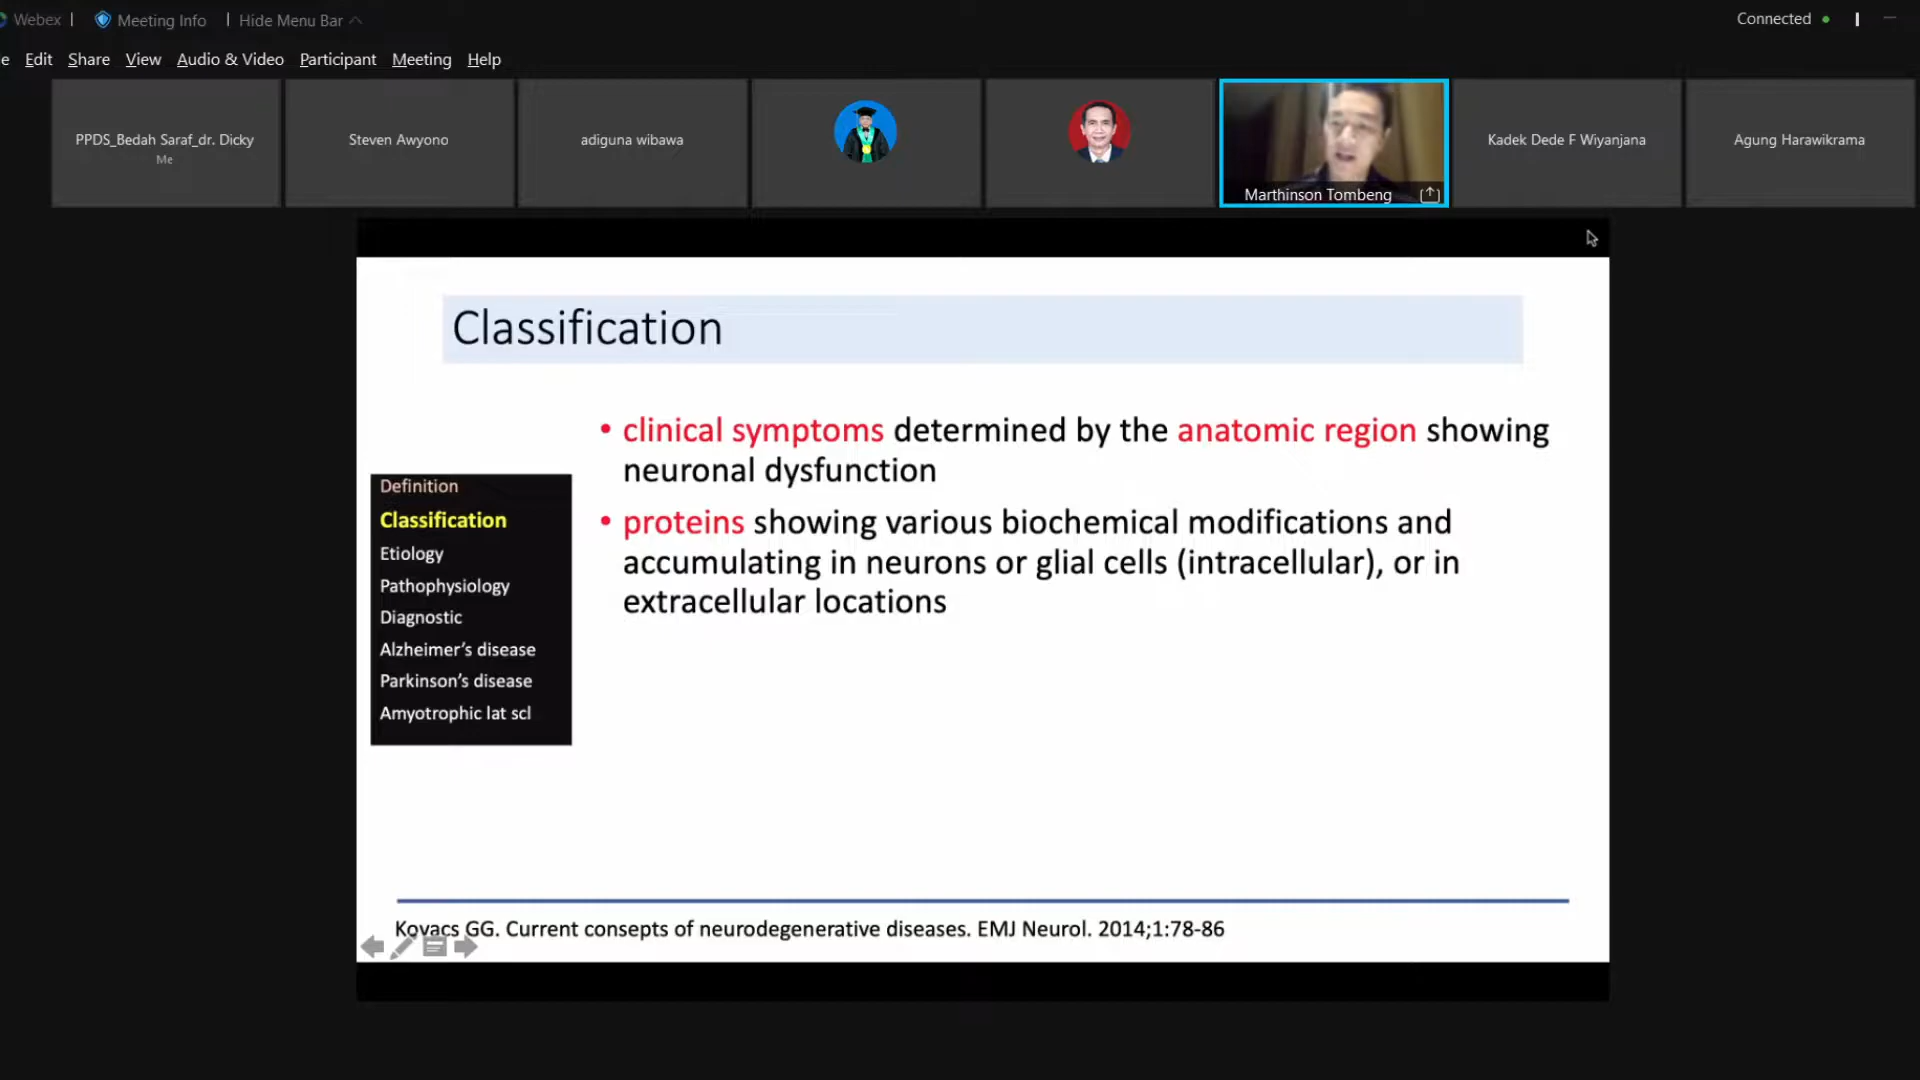 Webex
Meeting Info
Hide Menu Bar
Connected
e Edit Share View Audio & Video Participant Meeting Help
PPDS_Bedah Saraf_dr. Dicky
Me
Steven Awyono
adiguna wibawa
Marthinson Tombeng
Kadek Dede F Wiyanjana
Agung Harawikrama
Classification
• clinical symptoms determined by the anatomic region showing
neuronal dysfunction
• proteins showing various biochemical modifications and
accumulating in neurons or glial cells (intracellular), or in
extracellular locations
Definition
Classification
Etiology
Pathophysiology
Diagnostic
Alzheimer’s disease
Parkinson’s disease
Amyotrophic lat scl
Kovacs GG. Current consepts of neurodegenerative diseases. EMJ Neurol. 2014;1:78-86